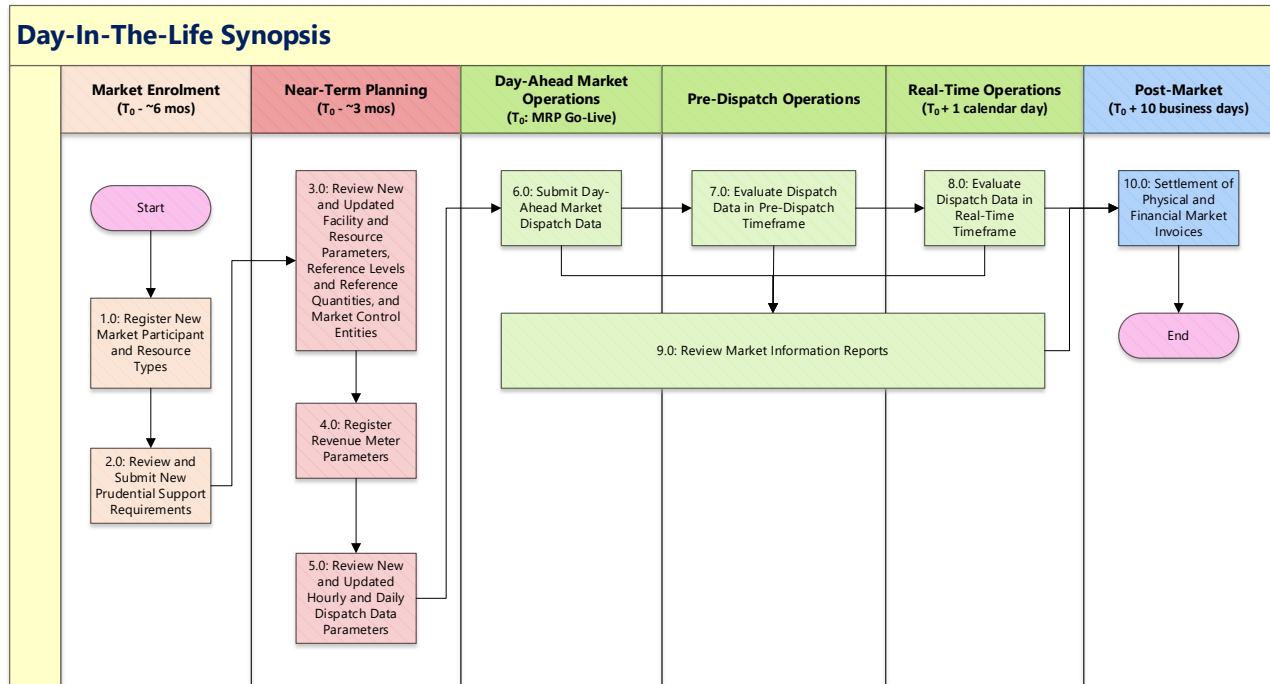 Day-In-The-Life Synopsis
Market Enrolment
(T₀ - ~6 mos)
Near-Term Planning
(T₀ - ~3 mos)
Day-Ahead Market
Operations
(T₀: MRP Go-Live)
Pre-Dispatch Operations
Real-Time Operations
(T₀ + 1 calendar day)
Post-Market
(T₀ + 10 business days)
Start
1.0: Register New
Market Participant
and Resource
Types
2.0: Review and
Submit New
Prudential Support
Requirements
3.0: Review New
and Updated
Facility and
Resource
Parameters,
Reference Levels
and Reference
Quantities, and
Market Control
Entities
4.0: Register
Revenue Meter
Parameters
5.0: Review New
and Updated
Hourly and Daily
Dispatch Data
Parameters
6.0: Submit Day-
Ahead Market
Dispatch Data
7.0: Evaluate Dispatch
Data in Pre-Dispatch
Timeframe
8.0: Evaluate
Dispatch Data in
Real-Time
Timeframe
9.0: Review Market Information Reports
10.0: Settlement of
Physical and
Financial Market
Invoices
End